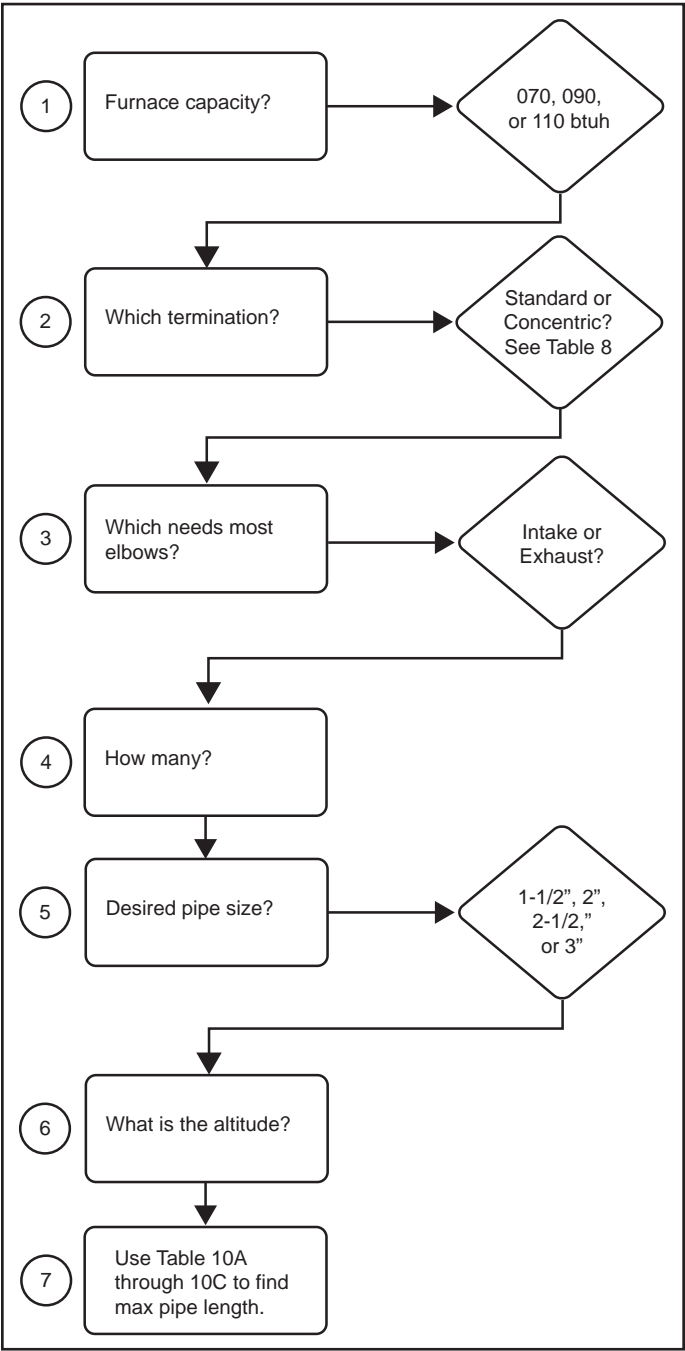 1
Furnace capacity?
070, 090,
or 110 btuh
2
Which termination?
Standard or
Concentric?
See Table 8
3
Which needs most
elbows?
Intake or
Exhaust?
4
How many?
5
Desired pipe size?
1-1/2”, 2”,
2-1/2,”
or 3”
6
What is the altitude?
7
Use Table 10A
through 10C to find
max pipe length.